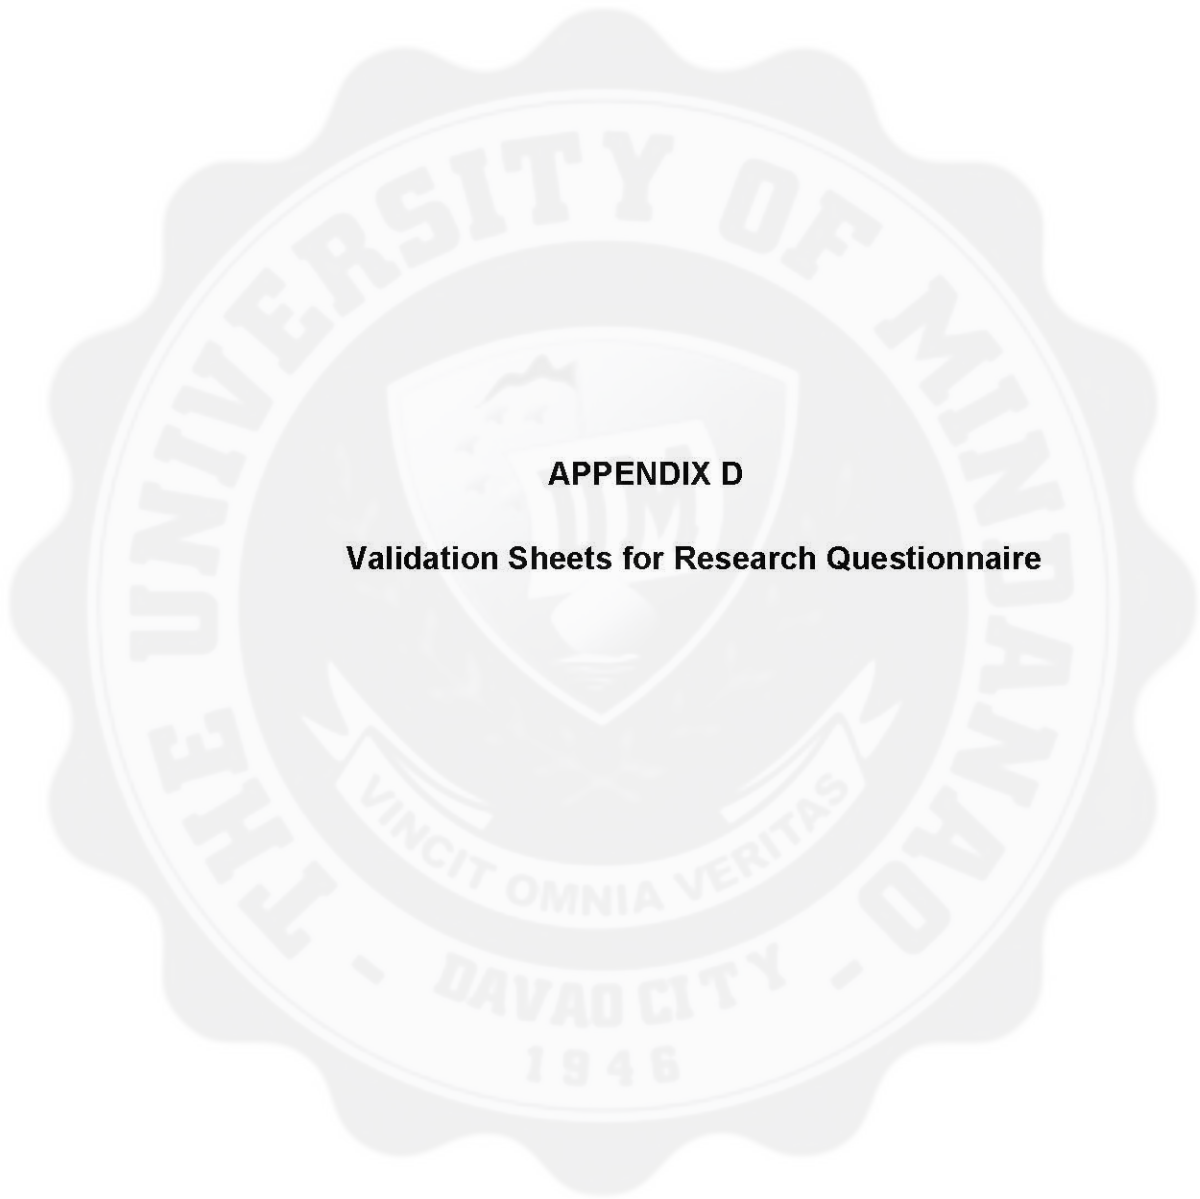 THE UNIVERSITY OF MINDANAO
APPENDIX D
UM
Validation Sheets for Research Questionnaire
VINCIT OMNIA VERITAS
- DAVAO CITY -
1946